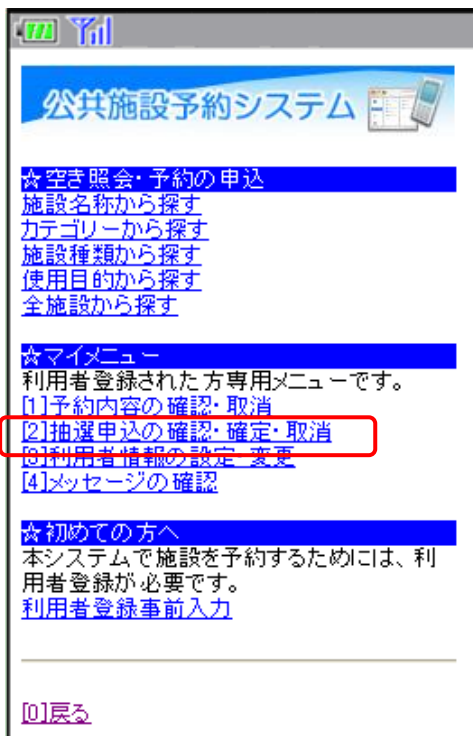 公共施設予約システム
☆空き照会・予約の申込
施設名称から探す
カテゴリーから探す
施設種類から探す
使用目的から探す
全施設から探す
☆マイメニュー
利用者登録された方専用メニューです。
[1]予約内容の確認・取消
[2]抽選申込の確認・確定・取消
[3]利用者情報の設定・変更
[4]メッセージの確認
☆初めての方へ
本システムで施設を予約するためには、利
用者登録が必要です。
利用者登録事前入力
[0]戻る